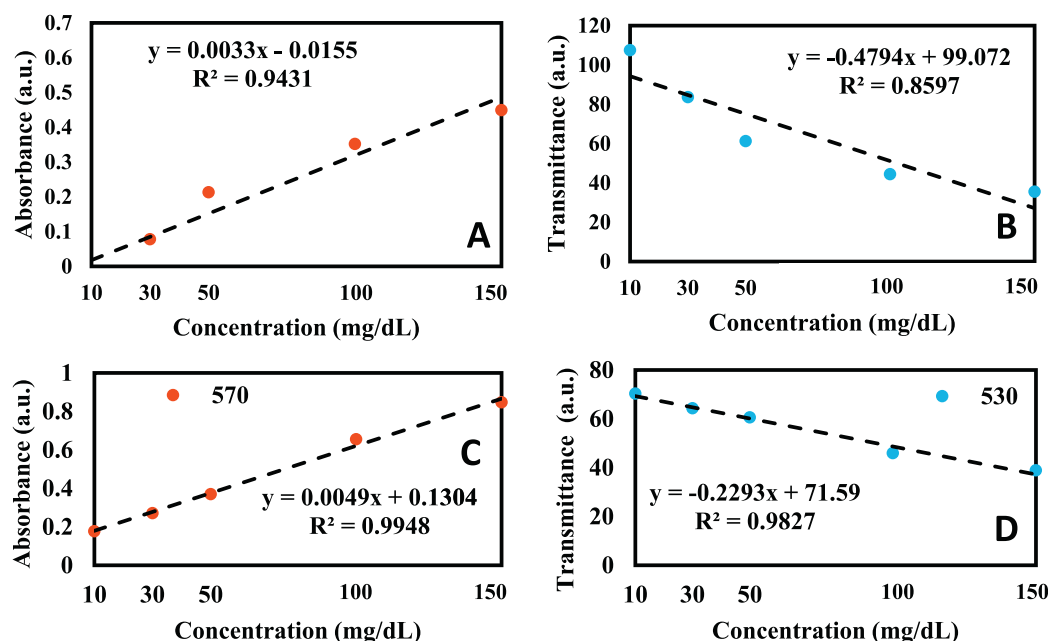 0.7
0.6
0.5
0.4
0.3
0.2
0.1
0
Absorbance (a.u.)
y = 0.0033x - 0.0155
R² = 0.9431
A
10 30 50 100 150
Concentration (mg/dL)
120
100
80
60
40
20
0
Transmittance (a.u.)
y = -0.4794x + 99.072
R² = 0.8597
B
10 30 50 100 150
Concentration (mg/dL)
1
0.8
0.6
0.4
0.2
0
Absorbance (a.u.)
570
C
y = 0.0049x + 0.1304
R² = 0.9948
10 30 50 100 150
Concentration (mg/dL)
80
60
40
20
0
Transmittance (a.u.)
530
y = -0.2293x + 71.59
R² = 0.9827
D
10 30 50 100 150
Concentration (mg/dL)